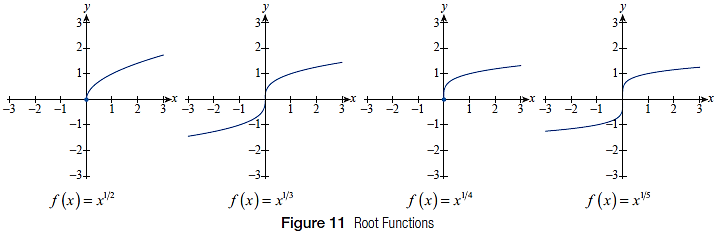 y y y y
3 3 3 3
2 2 2 2
1 1 1 1
-3 -2 -1 1 2 3 x -3 -2 -1 1 2 3 x -3 -2 -1 1 2 3 x -3 -2 -1 1 2 3 x
-1 -1 -1 -1
-2 -2 -2 -2
-3 -3 -3 -3
f (x) = x^{1/2} f (x) = x^{1/3} f (x) = x^{1/4} f (x) = x^{1/5}
Figure 11 Root Functions